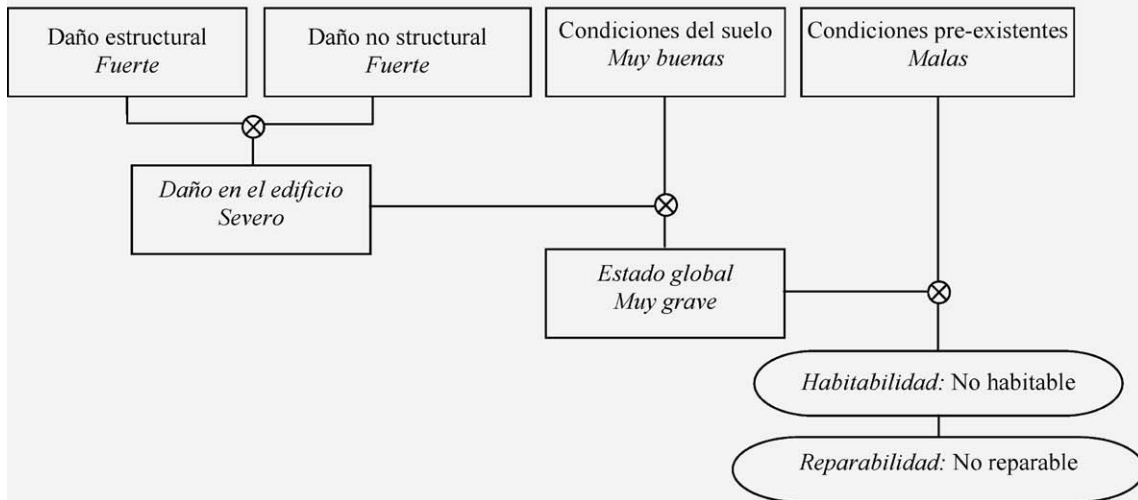 Daño estructural
Fuerte
Daño no structural
Fuerte
Condiciones del suelo
Muy buenas
Condiciones pre-existentes
Malas
Daño en el edificio
Severo
Estado global
Muy grave
Habitabilidad: No habitable
Reparabilidad: No reparable